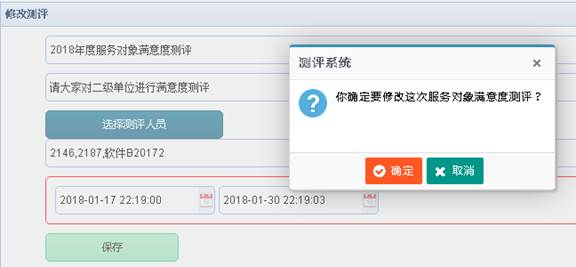 修改测评
2018年度服务对象满意度测评
请大家对二级单位进行满意度测评
选择测评人员
2146,2187,软件B20172
2018-01-17 22:19:00 2018-01-30 22:19:03
保存
测评系统
你确定要修改这次服务对象满意度测评？
确定 取消